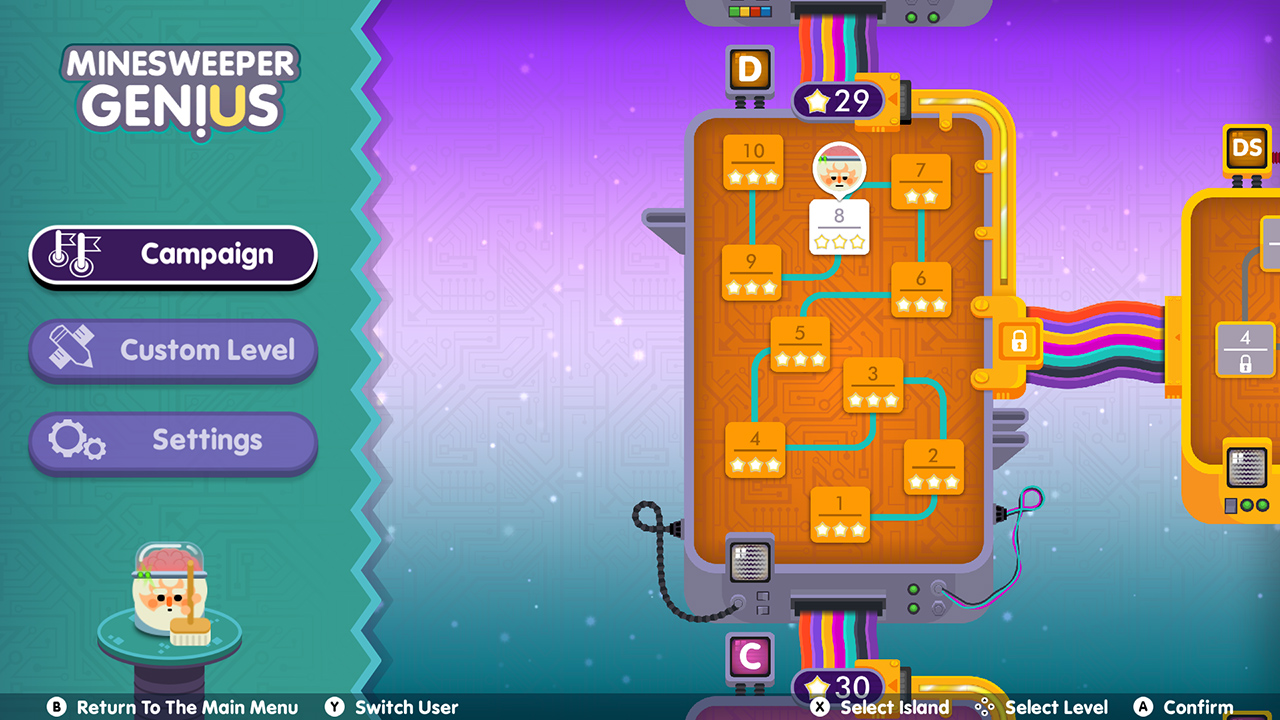 MINESWEEPER
GENIUS
Campaign
Custom Level
Settings
D
29
10
7
8
9
6
5
3
4
2
1
DS
4
C
30
B Return To The Main Menu
Y Switch User
X Select Island
Select Level
A Confirm